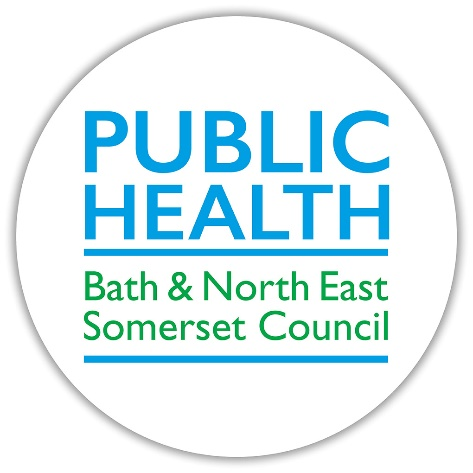 PUBLIC
HEALTH
Bath & North East
Somerset Council